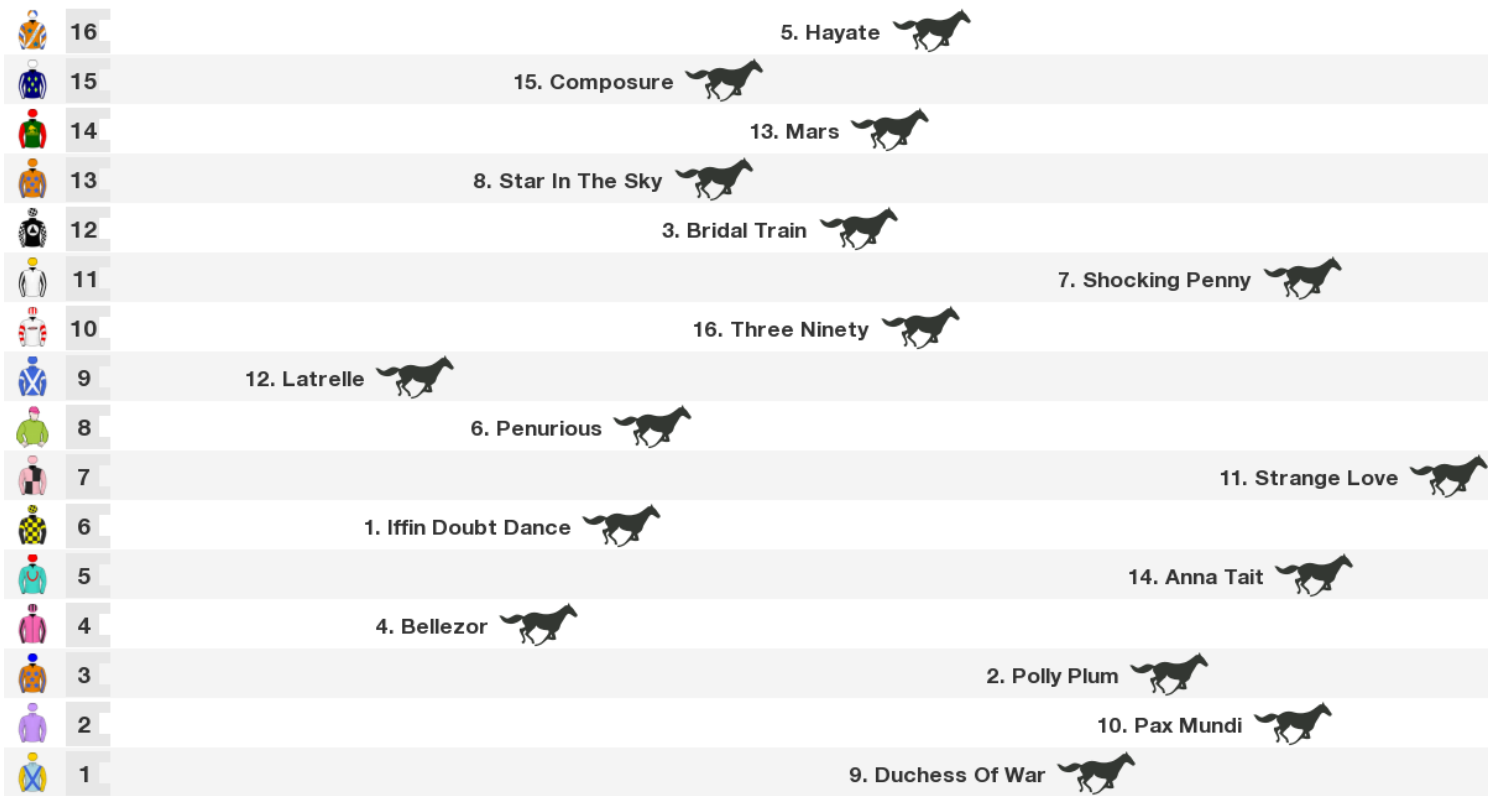 16 5. Hayate
15 15. Composure
14 13. Mars
13 8. Star In The Sky
12 3. Bridal Train
11 7. Shocking Penny
10 16. Three Ninety
9 12. Latrelle
8 6. Penurious
7 11. Strange Love
6 1. Iffin Doubt Dance
5 14. Anna Tait
4 4. Bellezor
3 2. Polly Plum
2 10. Pax Mundi
1 9. Duchess Of War